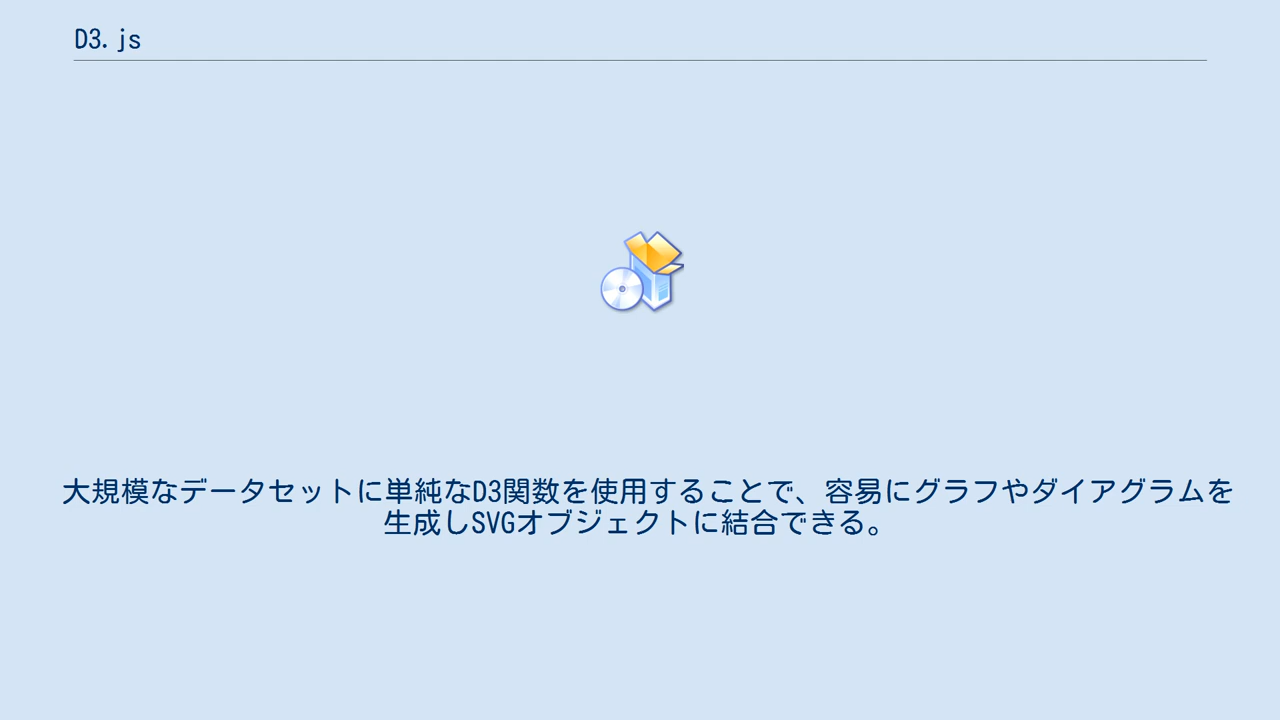 D3.js
大規模なデータセットに単純なD3関数を使用することで、容易にグラフやダイアグラムを
生成しSVGオブジェクトに結合できる。